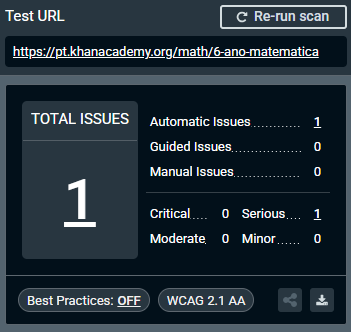 Test URL
Re-run scan
https://pt.khanacademy.org/math/6-ano-matematica
TOTAL ISSUES
1
Automatic Issues 1
Guided Issues 0
Manual Issues 0
Critical 0 Serious 1
Moderate 0 Minor 0
Best Practices: OFF
WCAG 2.1 AA